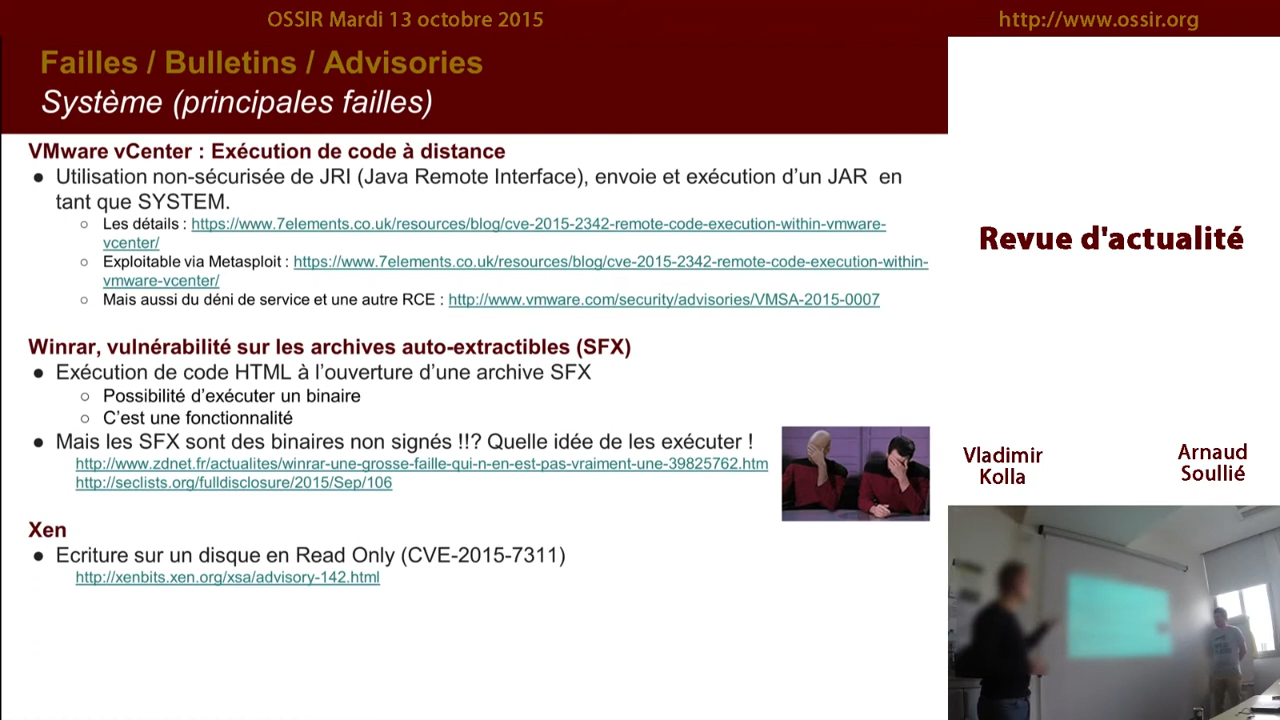 OSSIR Mardi 13 octobre 2015
http://www.ossir.org
Failles / Bulletins / Advisories
Système (principales failles)
VMware vCenter : Exécution de code à distance
● Utilisation non-sécurisée de JRI (Java Remote Interface), envoie et exécution d’un JAR en
tant que SYSTEM.
○ Les détails : https://www.7elements.co.uk/resources/blog/cve-2015-2342-remote-code-execution-within-vmware-
vcenter/
○ Exploitable via Metasploit : https://www.7elements.co.uk/resources/blog/cve-2015-2342-remote-code-execution-within-
vmware-vcenter/
○ Mais aussi du déni de service et une autre RCE : http://www.vmware.com/security/advisories/VMSA-2015-0007
Winrar, vulnérabilité sur les archives auto-extractibles (SFX)
● Exécution de code HTML à l’ouverture d’une archive SFX
○ Possibilité d’exécuter un binaire
○ C’est une fonctionnalité
● Mais les SFX sont des binaires non signés !!? Quelle idée de les exécuter !
http://www.zdnet.fr/actualites/winrar-une-grosse-faille-qui-n-en-est-pas-vraiment-une-39825762.htm
http://seclists.org/fulldisclosure/2015/Sep/106
Xen
● Ecriture sur un disque en Read Only (CVE-2015-7311)
http://xenbits.xen.org/xsa/advisory-142.html
Revue d'actualité
Vladimir
Kolla
Arnaud
Soullié